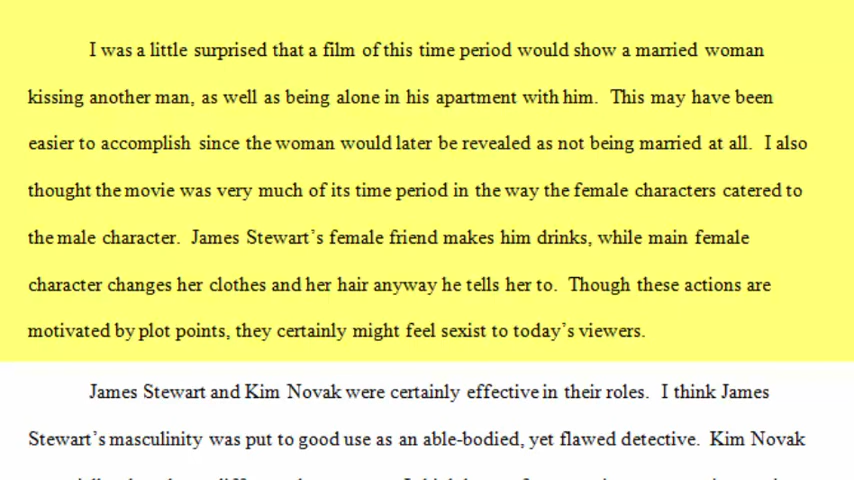 I was a little surprised that a film of this time period would show a married woman
kissing another man, as well as being alone in his apartment with him. This may have been
easier to accomplish since the woman would later be revealed as not being married at all. I also
thought the movie was very much of its time period in the way the female characters catered to
the male character. James Stewart's female friend makes him drinks, while main female
character changes her clothes and her hair anyway he tells her to. Though these actions are
motivated by plot points, they certainly might feel sexist to today's viewers.
James Stewart and Kim Novak were certainly effective in their roles. I think James
Stewart's masculinity was put to good use as an able-bodied, yet flawed detective. Kim Novak